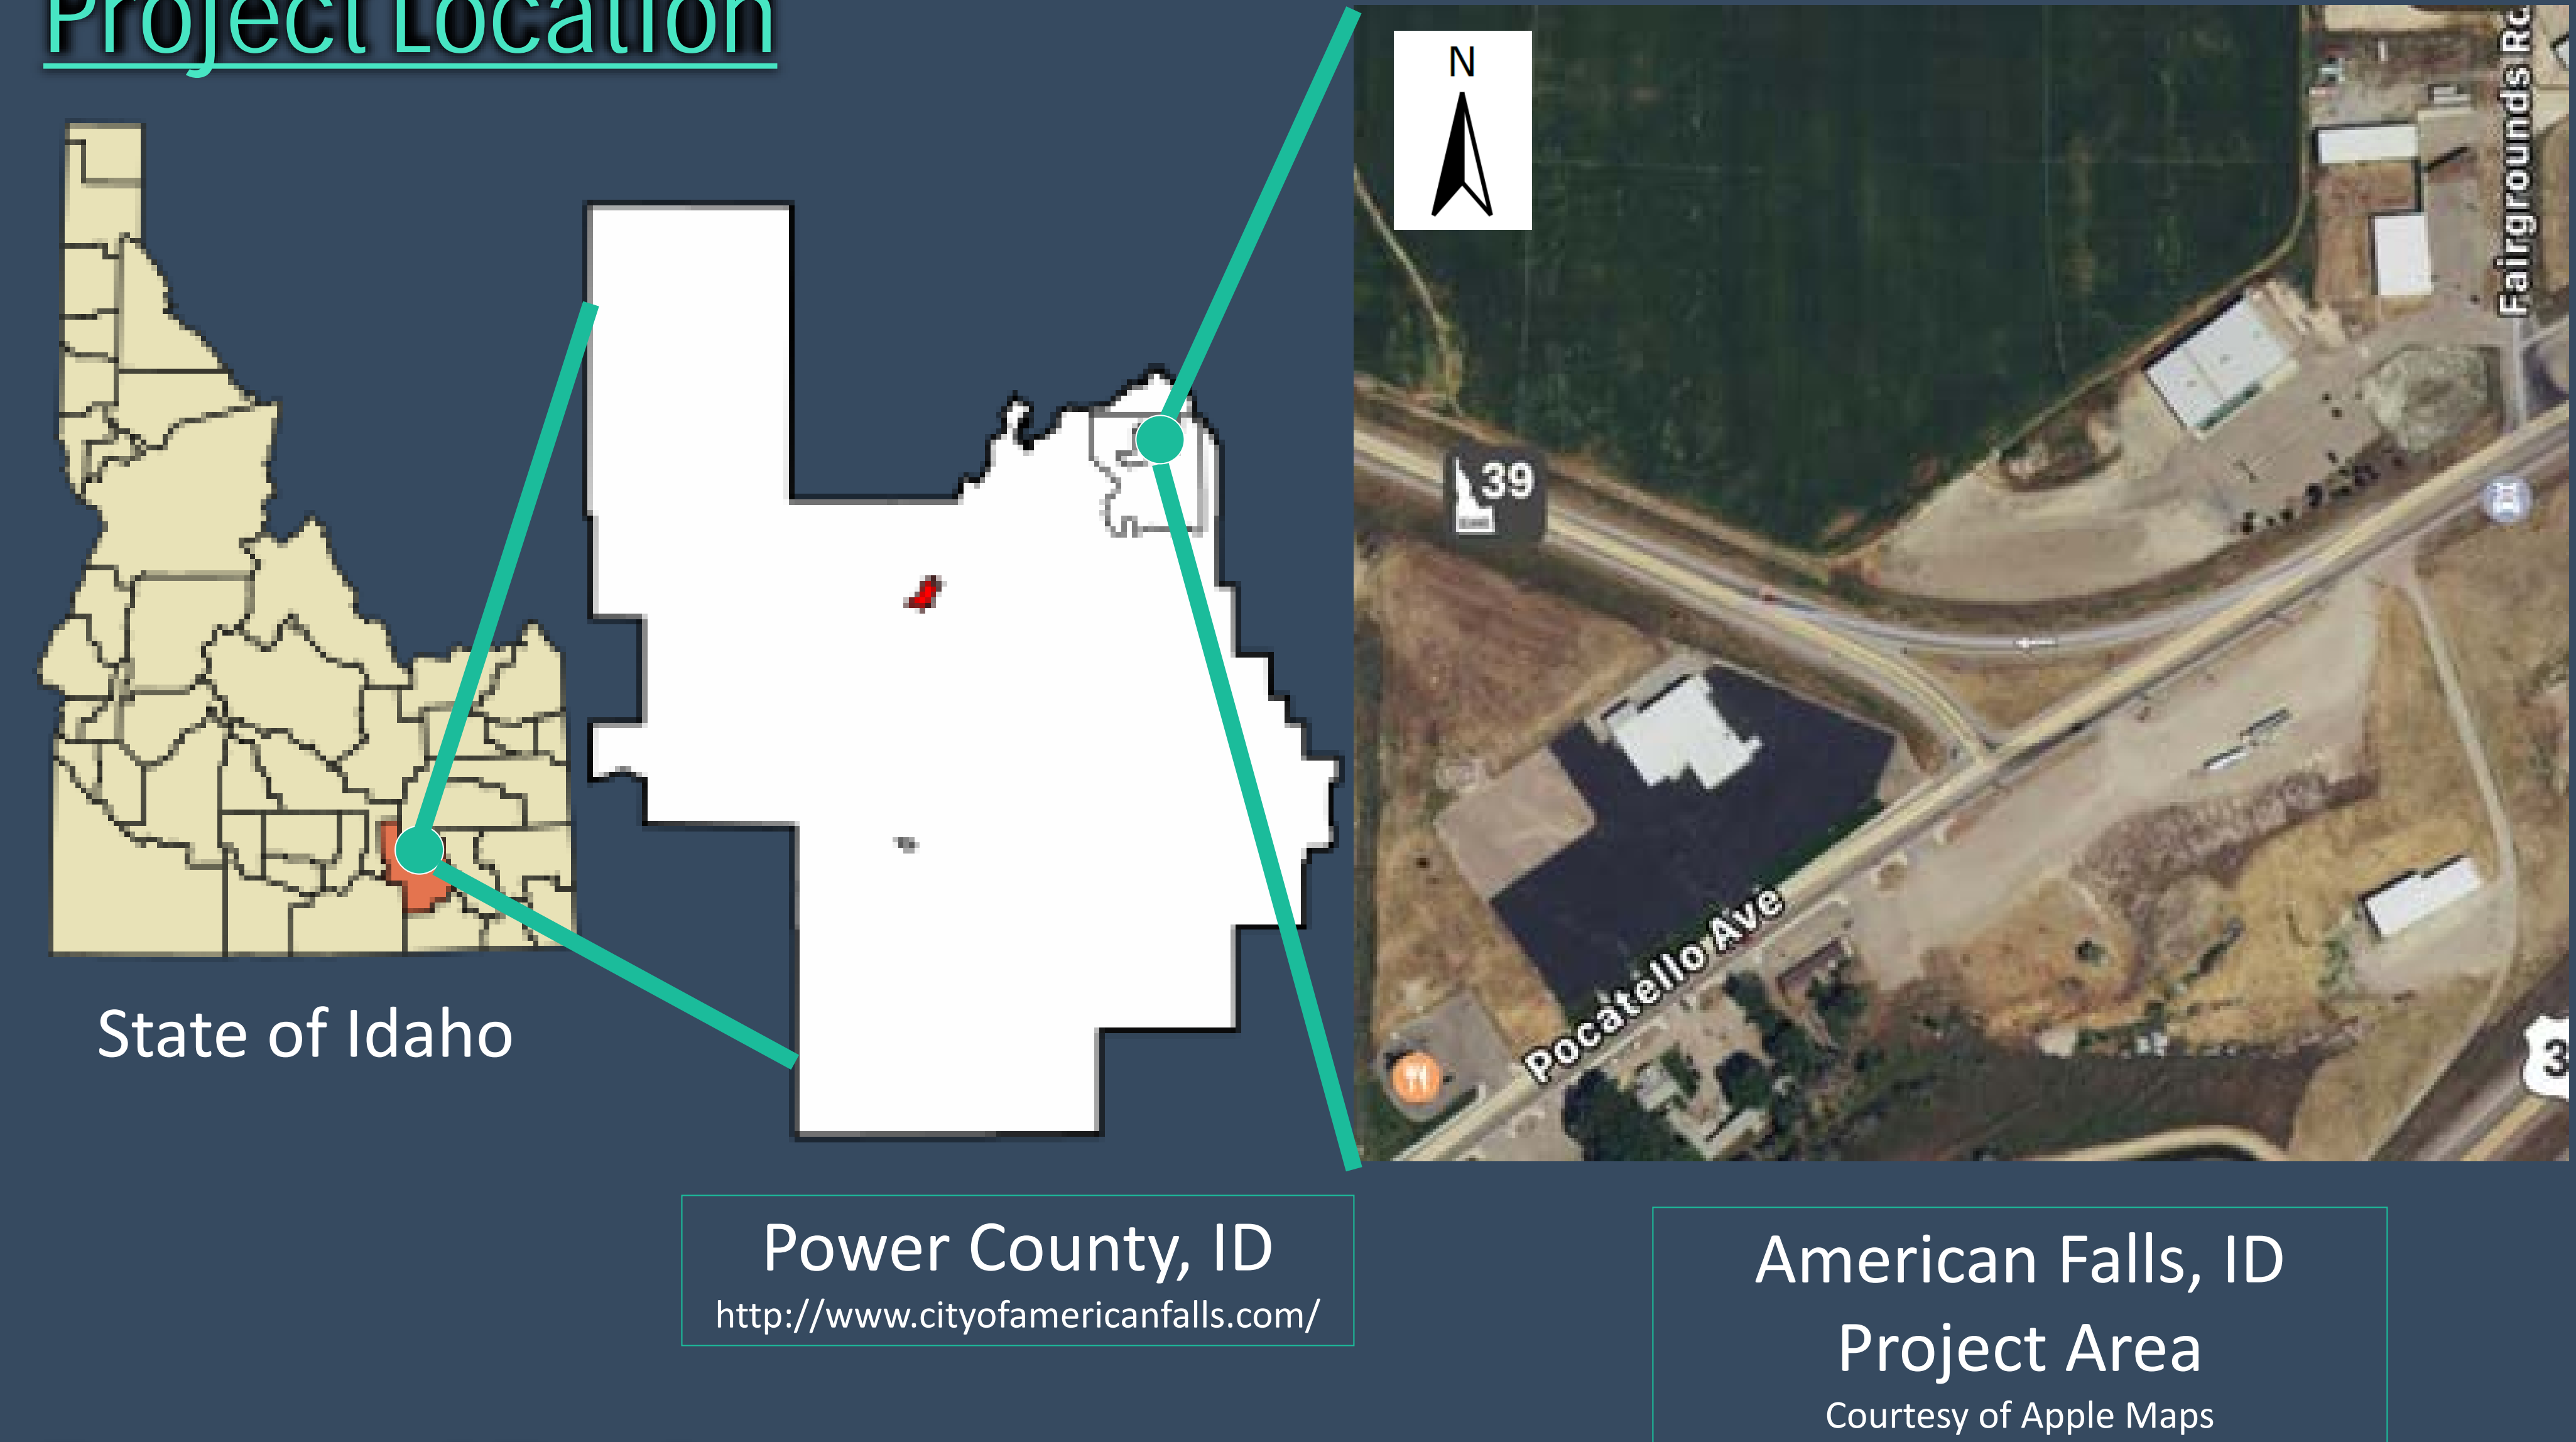 Project Location
N
Fairgrounds Rd
39
Pocatello Ave
3
State of Idaho
Power County, ID
http://www.cityofamericanfalls.com/
American Falls, ID
Project Area
Courtesy of Apple Maps